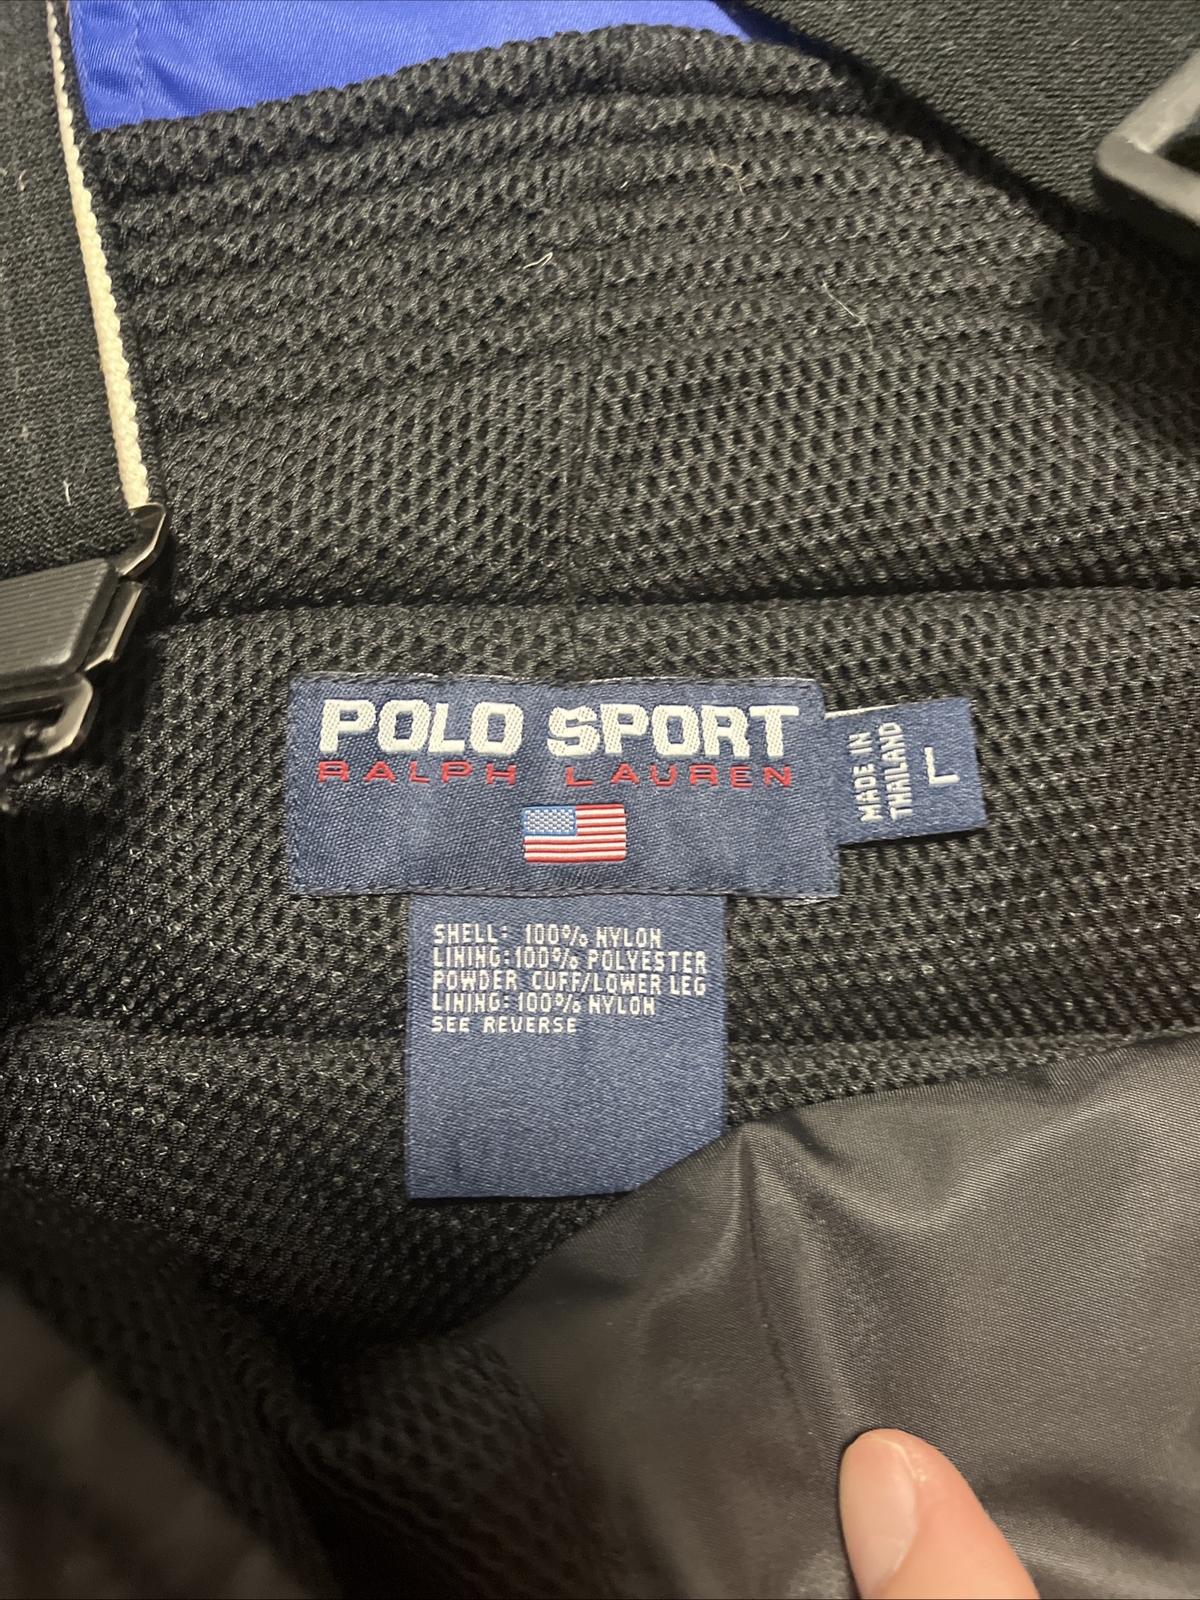 POLO SPORT
RALPH LAUREN
MADE IN
THAILAND
L
SHELL: 100% NYLON
LINING:100% POLYESTER
POWDER CUFF/LOWER LEG
LINING:100% NYLON
SEE REVERSE